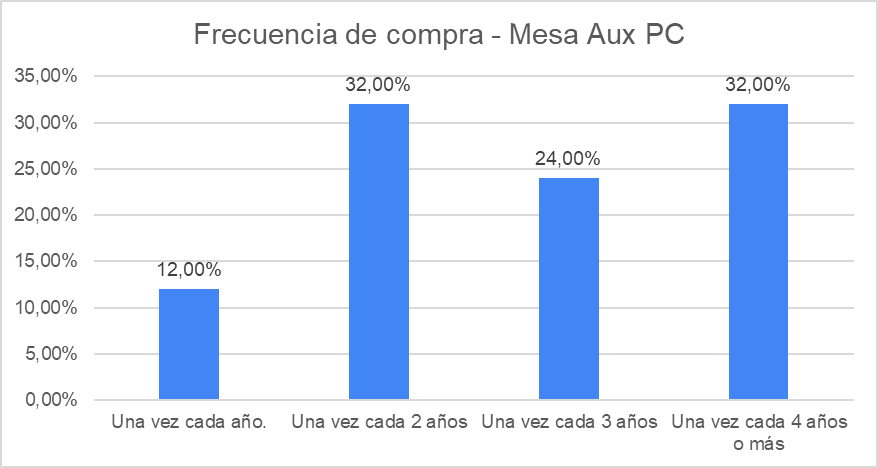 Frecuencia de compra - Mesa Aux PC
35,00%
30,00%
25,00%
20,00%
15,00%
10,00%
5,00%
0,00%
12,00%
32,00%
24,00%
32,00%
Una vez cada año.
Una vez cada 2 años
Una vez cada 3 años
Una vez cada 4 años
o más